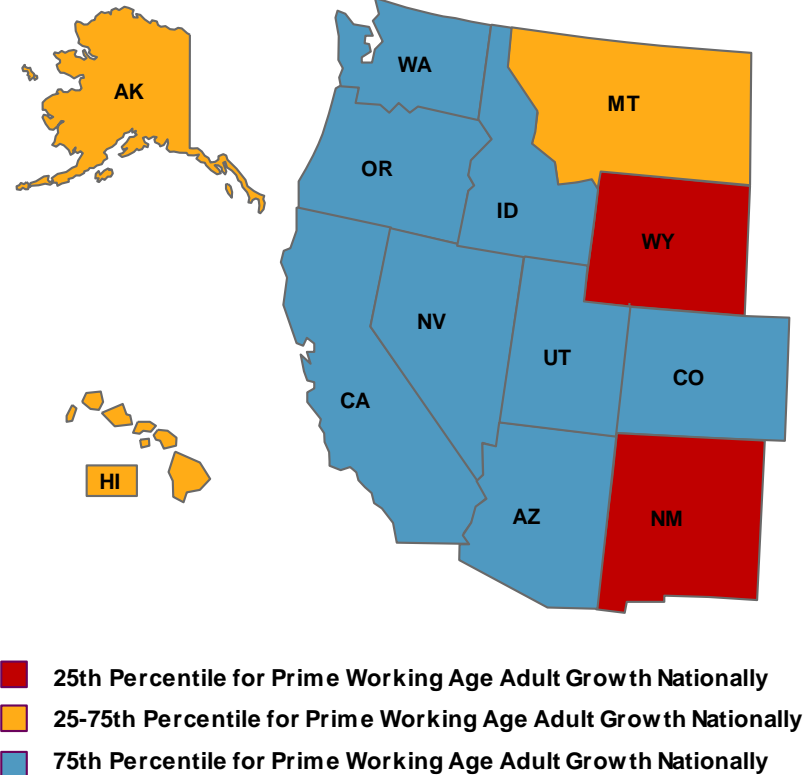 AK
WA
MT
OR
ID
WY
NV
UT
CO
CA
HI
AZ
NM
25th Percentile for Prime Working Age Adult Growth Nationally
25-75th Percentile for Prime Working Age Adult Growth Nationally
75th Percentile for Prime Working Age Adult Growth Nationally